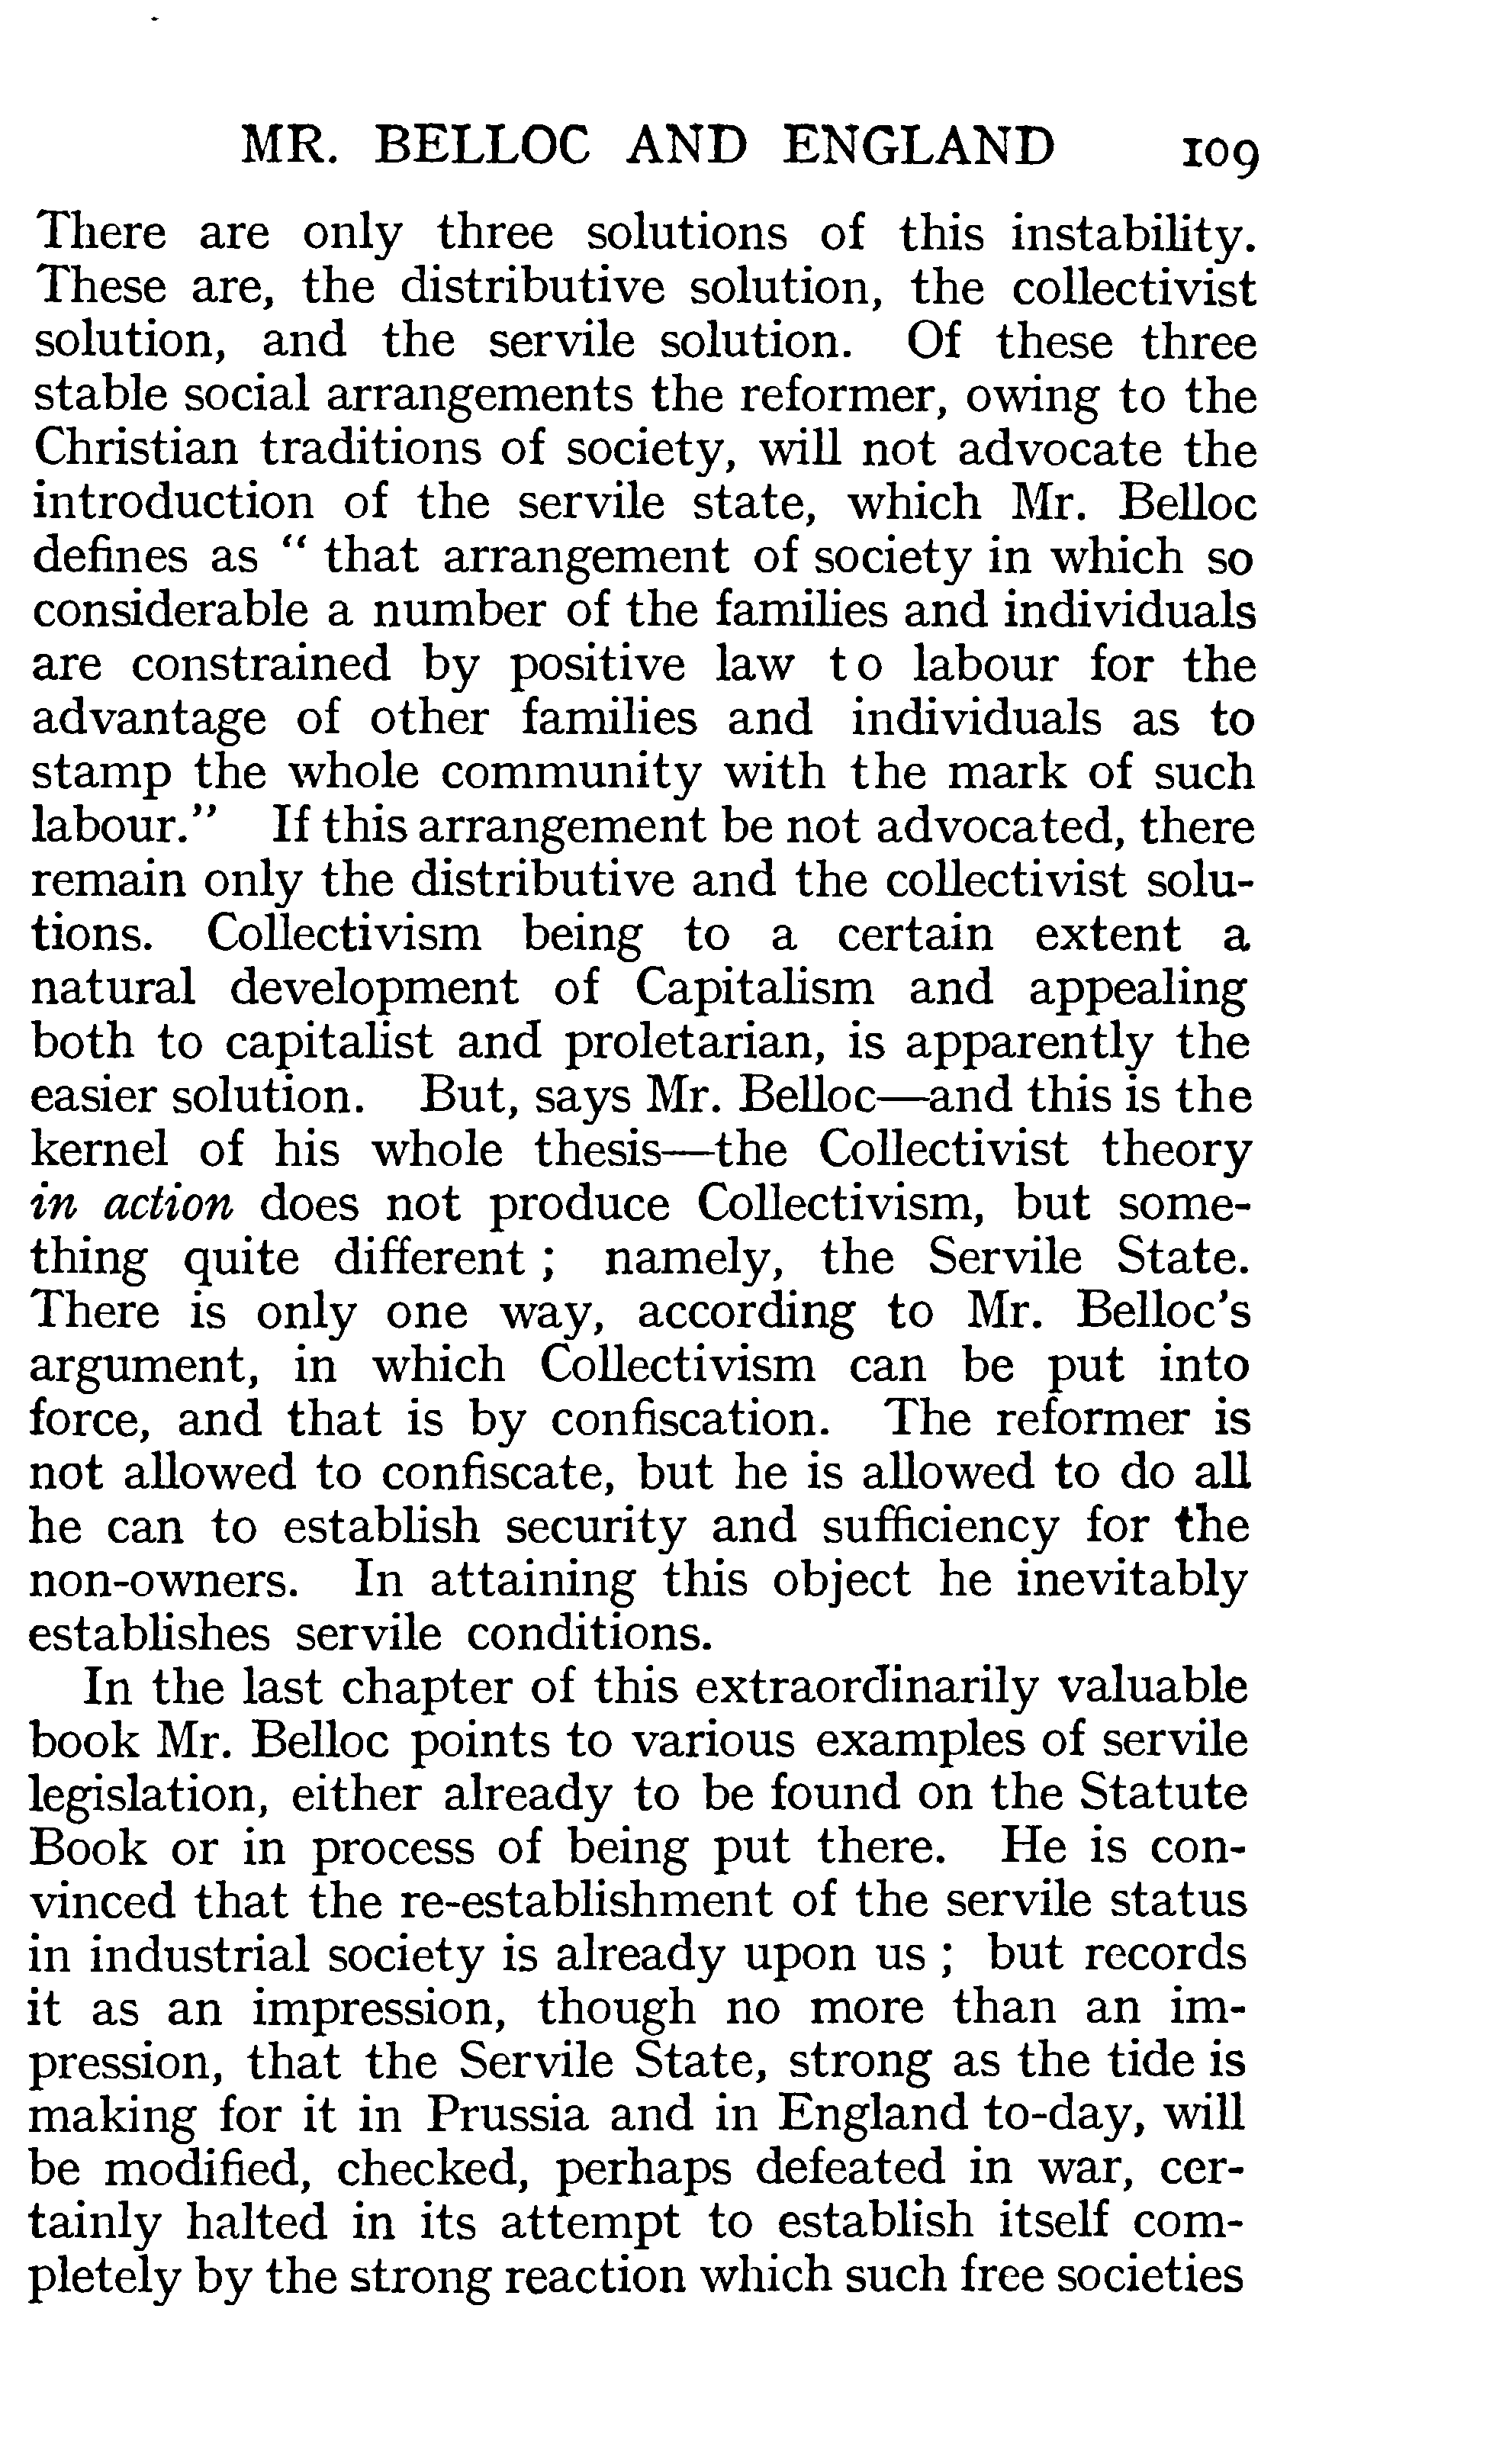 MR. BELLOC AND ENGLAND 109
There are only three solutions of this instability.
These are, the distributive solution, the collectivist
solution, and the servile solution. Of these three
stable social arrangements the reformer, owing to the
Christian traditions of society, will not advocate the
introduction of the servile state, which Mr. Belloc
defines as “ that arrangement of society in which so
considerable a number of the families and individuals
are constrained by positive law to labour for the
advantage of other families and individuals as to
stamp the whole community with the mark of such
labour.” If this arrangement be not advocated, there
remain only the distributive and the collectivist solu-
tions. Collectivism being to a certain extent a
natural development of Capitalism and appealing
both to capitalist and proletarian, is apparently the
easier solution. But, says Mr. Belloc—and this is the
kernel of his whole thesis—the Collectivist theory
in action does not produce Collectivism, but some-
thing quite different ; namely, the Servile State.
There is only one way, according to Mr. Belloc's
argument, in which Collectivism can be put into
force, and that is by confiscation. The reformer is
not allowed to confiscate, but he is allowed to do all
he can to establish security and sufficiency for the
non-owners. In attaining this object he inevitably
establishes servile conditions.
In the last chapter of this extraordinarily valuable
book Mr. Belloc points to various examples of servile
legislation, either already to be found on the Statute
Book or in process of being put there. He is con-
vinced that the re-establishment of the servile status
in industrial society is already upon us ; but records
it as an impression, though no more than an im-
pression, that the Servile State, strong as the tide is
making for it in Prussia and in England to-day, will
be modified, checked, perhaps defeated in war, cer-
tainly halted in its attempt to establish itself com-
pletely by the strong reaction which such free societies